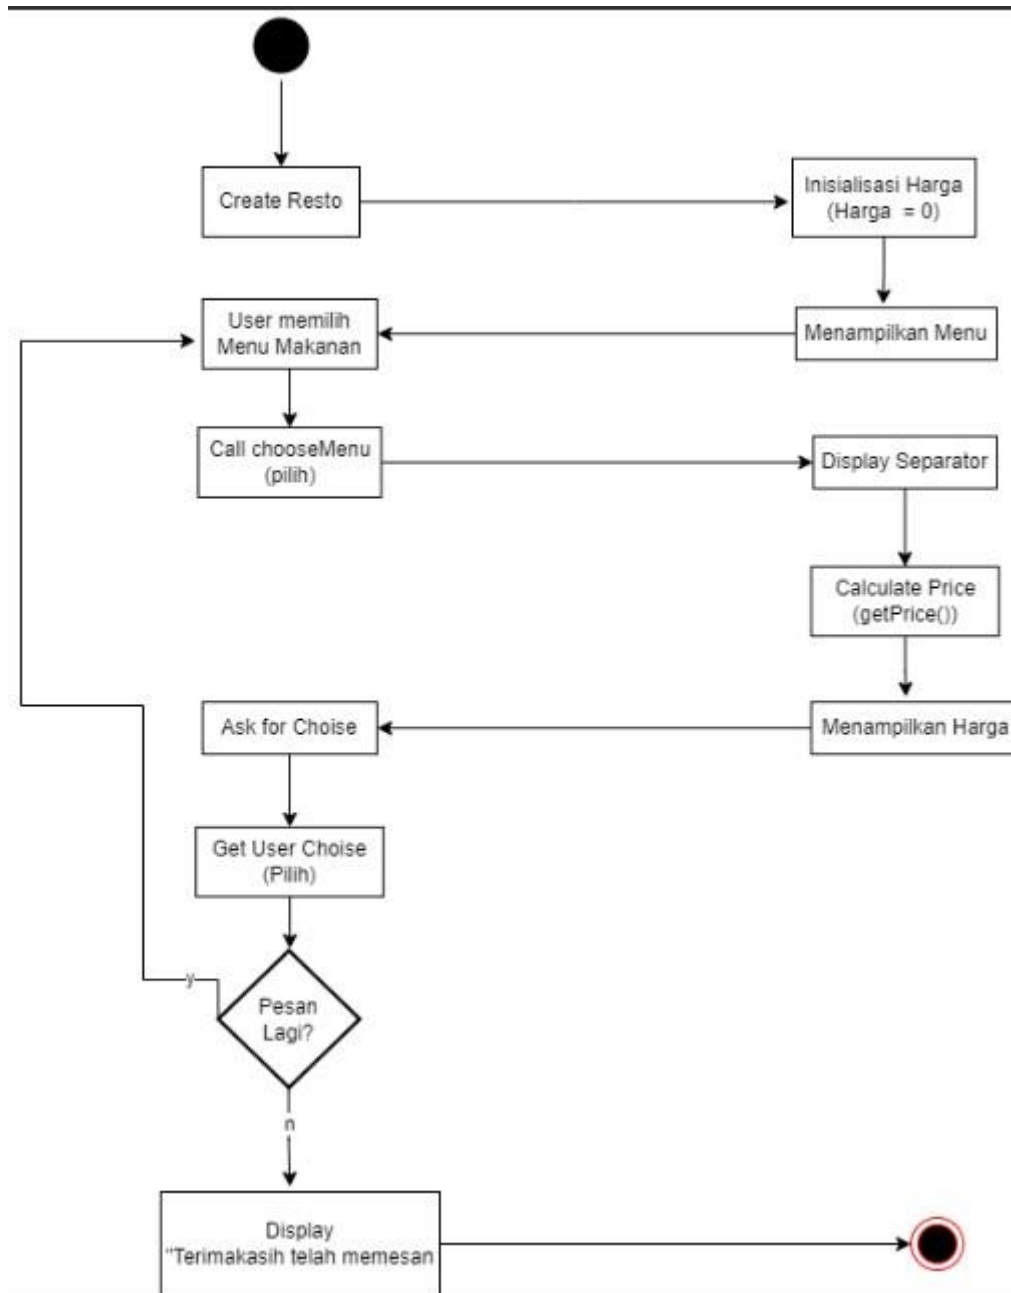 Create Resto
Inisialisasi Harga
(Harga = 0)
User memilih
Menu Makanan
Menampilkan Menu
Call chooseMenu
(pilih)
Display Separator
Calculate Price
(getPrice())
Ask for Choise
Menampilkan Harga
Get User Choise
(Pilih)
y
Pesan
Lagi?
n
Display
"Terimakasih telah memesan